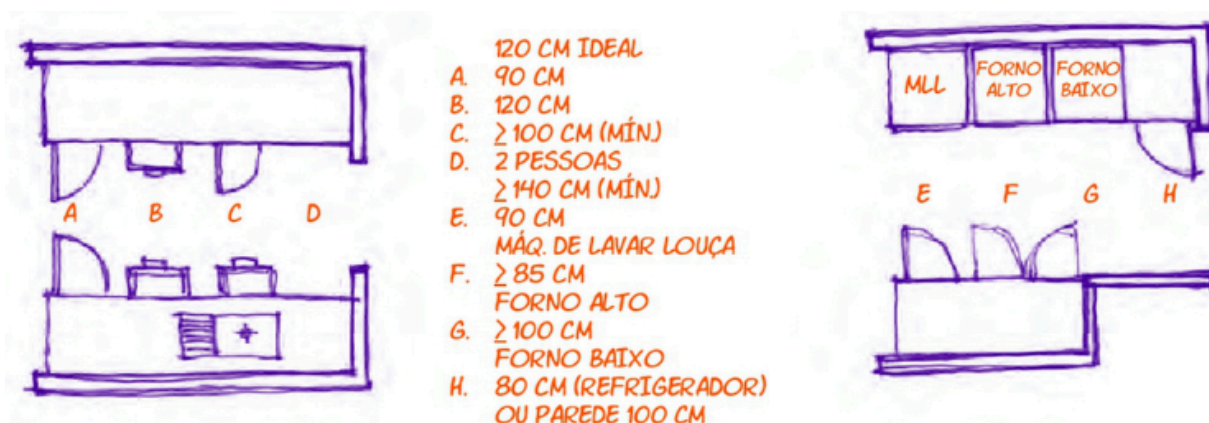 120 CM IDEAL
A. 90 CM
B. 120 CM
C. ≥ 100 CM (MÍN.)
D. 2 PESSOAS
≥ 140 CM (MÍN.)
E. 90 CM
MÁQ. DE LAVAR LOUÇA
F. ≥ 85 CM
FORNO ALTO
G. ≥ 100 CM
FORNO BAIXO
H. 80 CM (REFRIGERADOR)
OU PAREDE 100 CM
A B C D
MLL
FORNO
ALTO
FORNO
BAIXO
E F G H